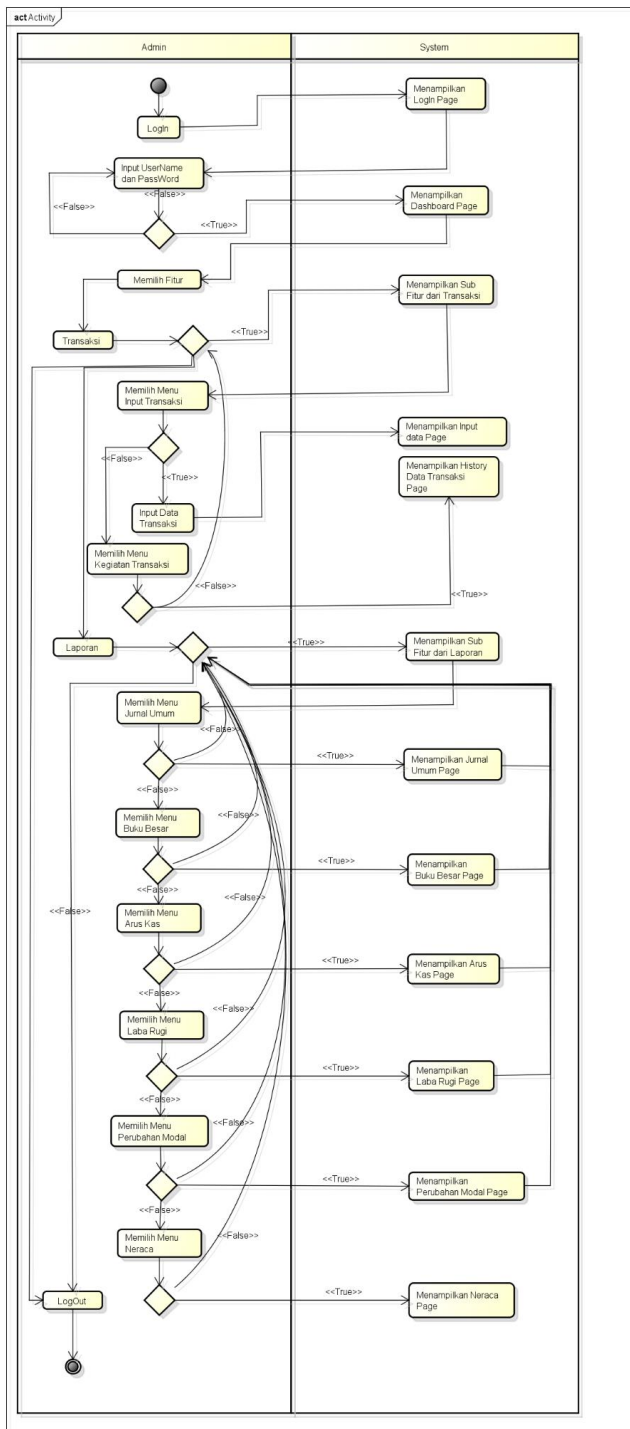 act Activity
Admin
System
LogIn
Menampilkan
LogIn Page
Input UserName
dan PassWord
<<False>>
<<False>>
<<True>>
Menampilkan
Dashboard Page
Memilih Fitur
Menampilkan Sub
Fitur dari Transaksi
<<True>>
Transaksi
Memilih Menu
Input Transaksi
Menampilkan Input
data Page
<<False>>
Menampilkan History
Data Transaksi
Page
<<True>>
Input Data
Transaksi
Memilih Menu
Kegiatan Transaksi
<<False>>
<<True>>
Laporan
<<True>>
Menampilkan Sub
Fitur dari Laporan
Memilih Menu
Jurnal Umum
<<False>>
<<True>>
Menampilkan Jurnal
Umum Page
<<False>>
Memilih Menu
Buku Besar
<<False>>
<<True>>
Menampilkan
Buku Besar Page
<<False>>
Memilih Menu
Arus Kas
<<False>>
<<False>>
<<True>>
Menampilkan Arus
Kas Page
<<False>>
Memilih Menu
Laba Rugi
<<False>>
<<True>>
Menampilkan
Laba Rugi Page
<<False>>
Memilih Menu
Perubahan Modal
<<False>>
<<True>>
Menampilkan
Perubahan Modal Page
<<False>>
Memilih Menu
Neraca
<<False>>
<<True>>
Menampilkan Neraca
Page
LogOut